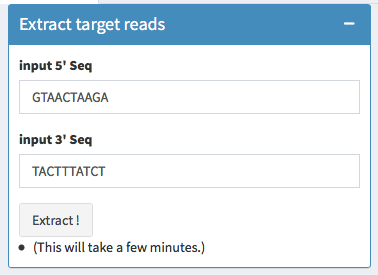 Extract target reads
input 5' Seq
GTAACTAAGA
input 3' Seq
TACTTTATCT
Extract !
(This will take a few minutes.)